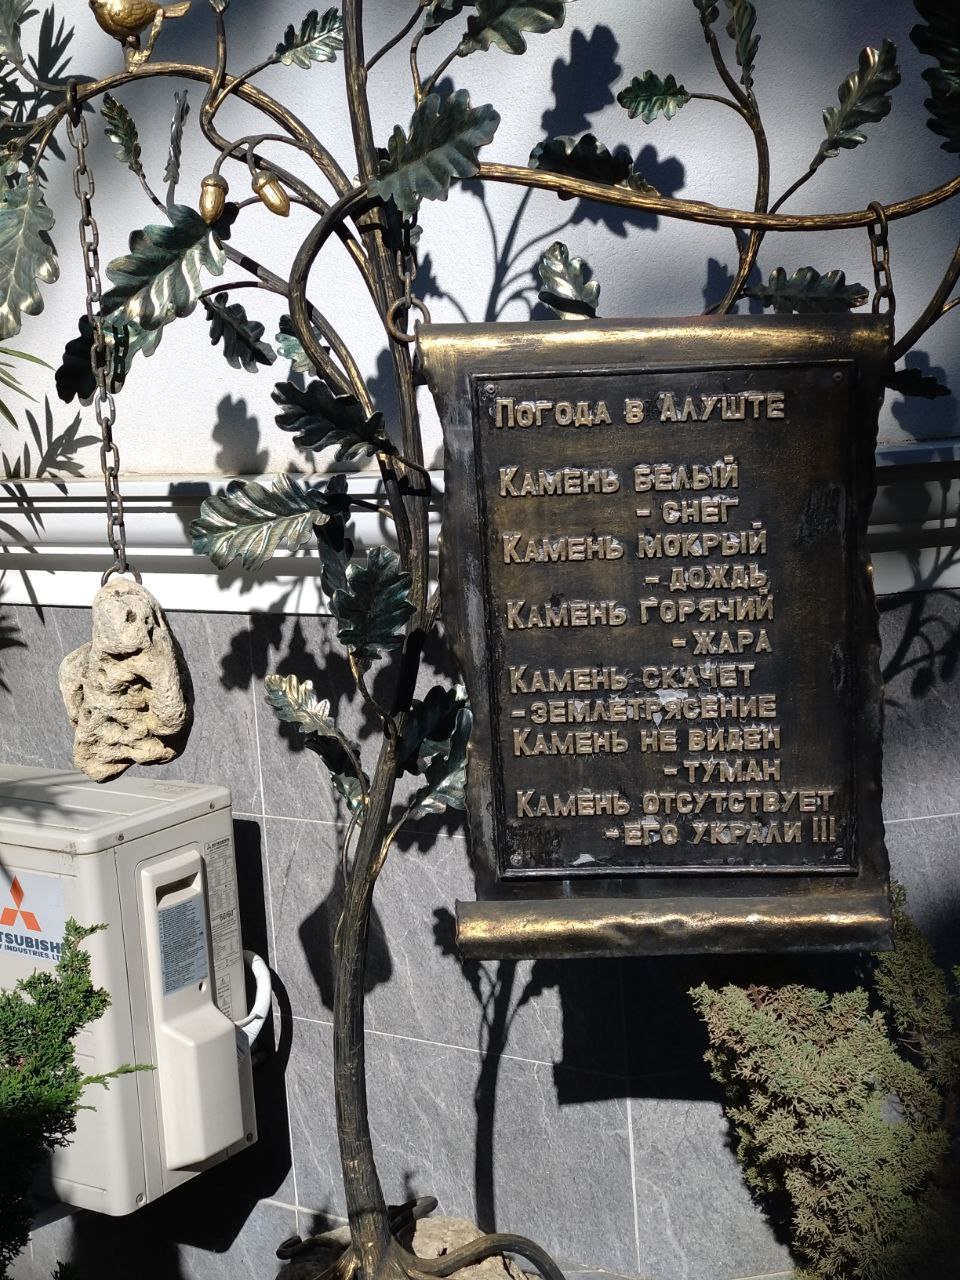 Погода в Алуште
Камень белый
- снег
Камень мокрый
- дождь
Камень горячий
- жара
Камень скачет
-землетрясение
Камень не виден
-туман
Камень отсутствует
-его украли !!!